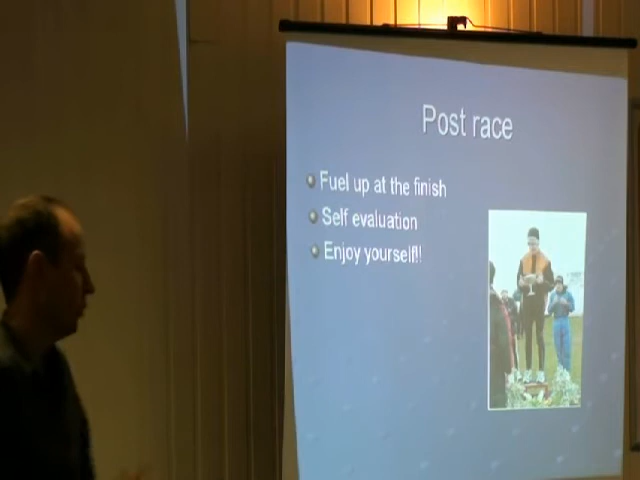 Post race
Fuel up at the finish
Self evaluation
Enjoy yourself!!